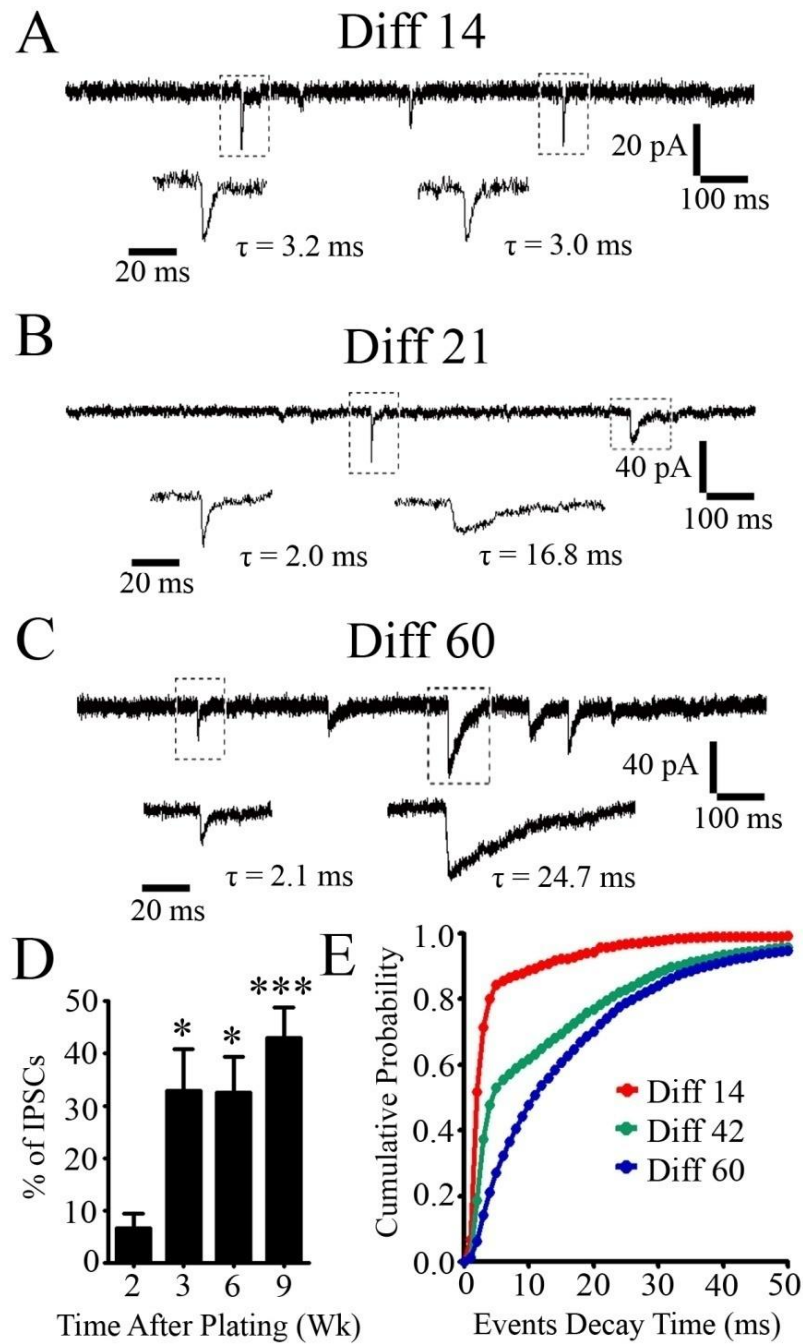 A
Diff 14
20 pA
100 ms
20 ms
τ = 3.2 ms
τ = 3.0 ms
B
Diff 21
40 pA
100 ms
20 ms
τ = 2.0 ms
τ = 16.8 ms
C
Diff 60
40 pA
100 ms
20 ms
τ = 2.1 ms
τ = 24.7 ms
D
% of IPSCs
50
40
30
20
10
0
* * ***
2 3 6 9
Time After Plating (Wk)
E
Cumulative Probability
1.0
0.8
0.6
0.4
0.2
0.0
Diff 14
Diff 42
Diff 60
0 10 20 30 40 50
Events Decay Time (ms)